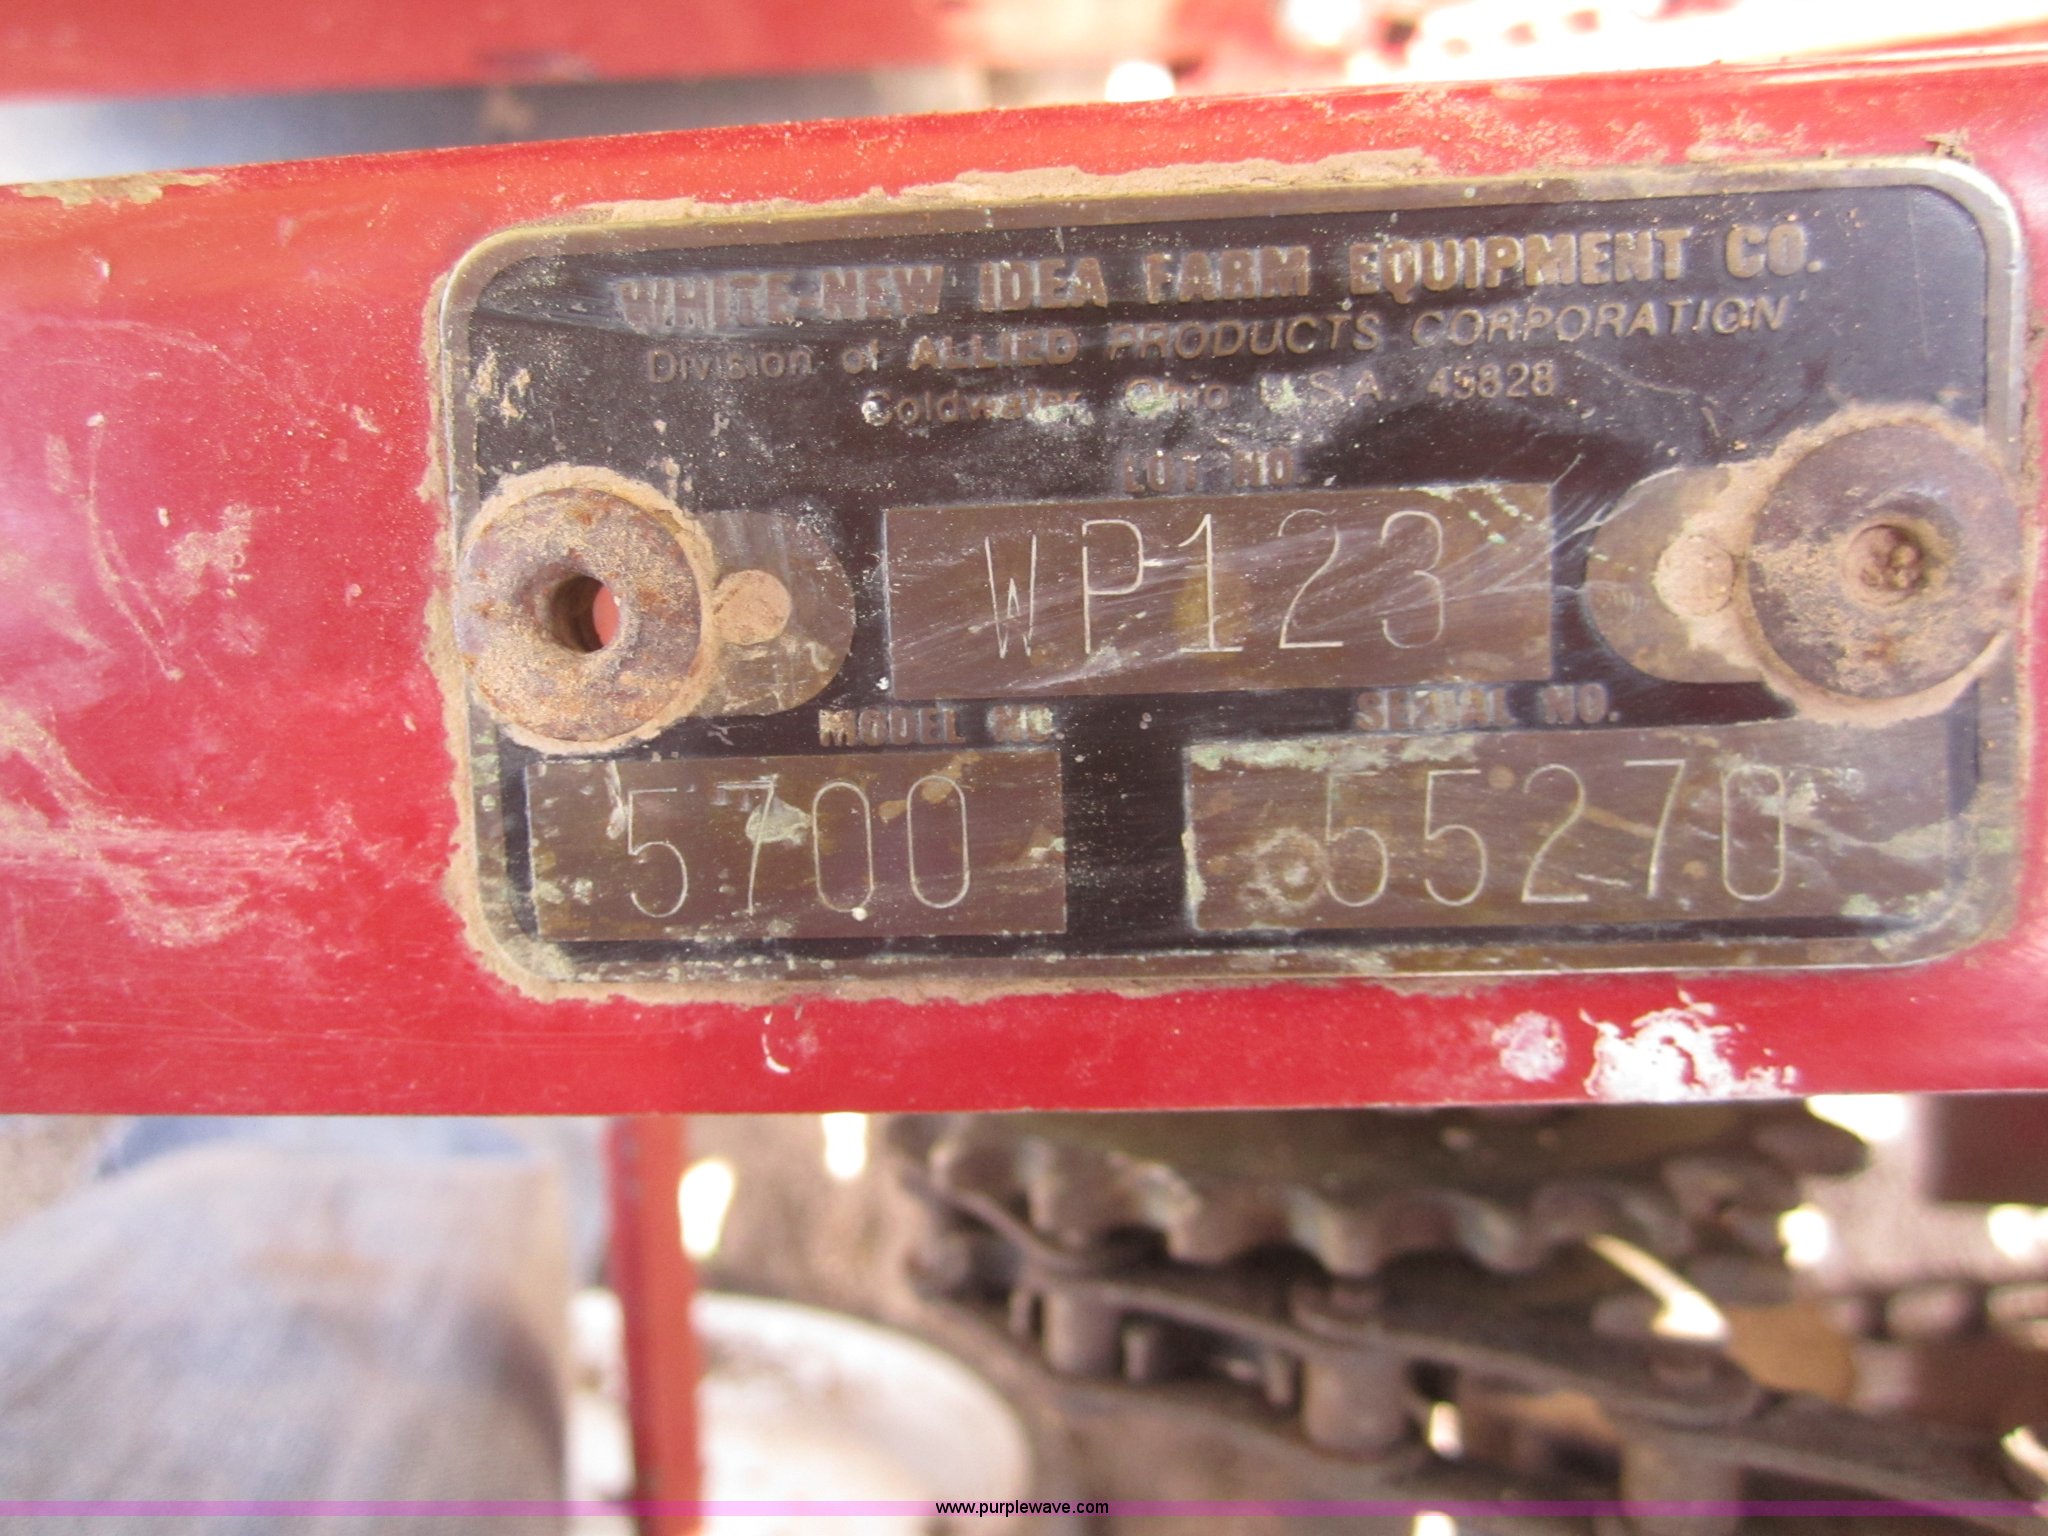 WHITE-NEW IDEA FARM EQUIPMENT CO.
Division of ALLIED PRODUCTS CORPORATION
Coldwater, Ohio U.S.A. 45828
LOT NO.
WP123
MODEL NO. SERIAL NO.
5700 55270
www.purplewave.com